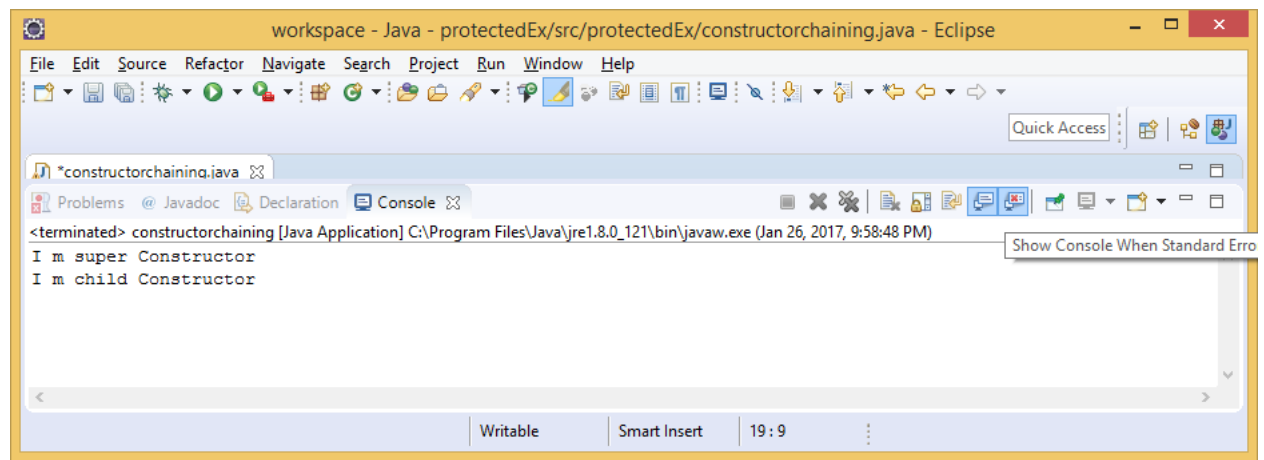 workspace - Java - protectedEx/src/protectedEx/constructorchaining.java - Eclipse
File Edit Source Refactor Navigate Search Project Run Window Help
Quick Access
*constructorchaining.java
Problems @ Javadoc Declaration Console
<terminated> constructorchaining [Java Application] C:\Program Files\Java\jre1.8.0_121\bin\javaw.exe (Jan 26, 2017, 9:58:48 PM)
Show Console When Standard Erro
I m super Constructor
I m child Constructor
Writable Smart Insert 19 : 9